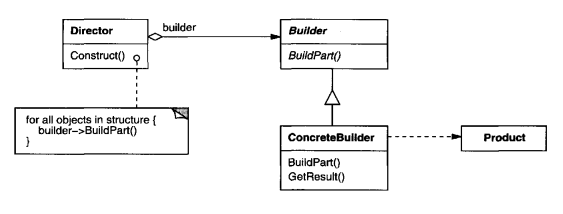 Director
Construct()
builder
Builder
BuildPart()
for all objects in structure {
builder->BuildPart()
}
ConcreteBuilder
BuildPart()
GetResult()
Product